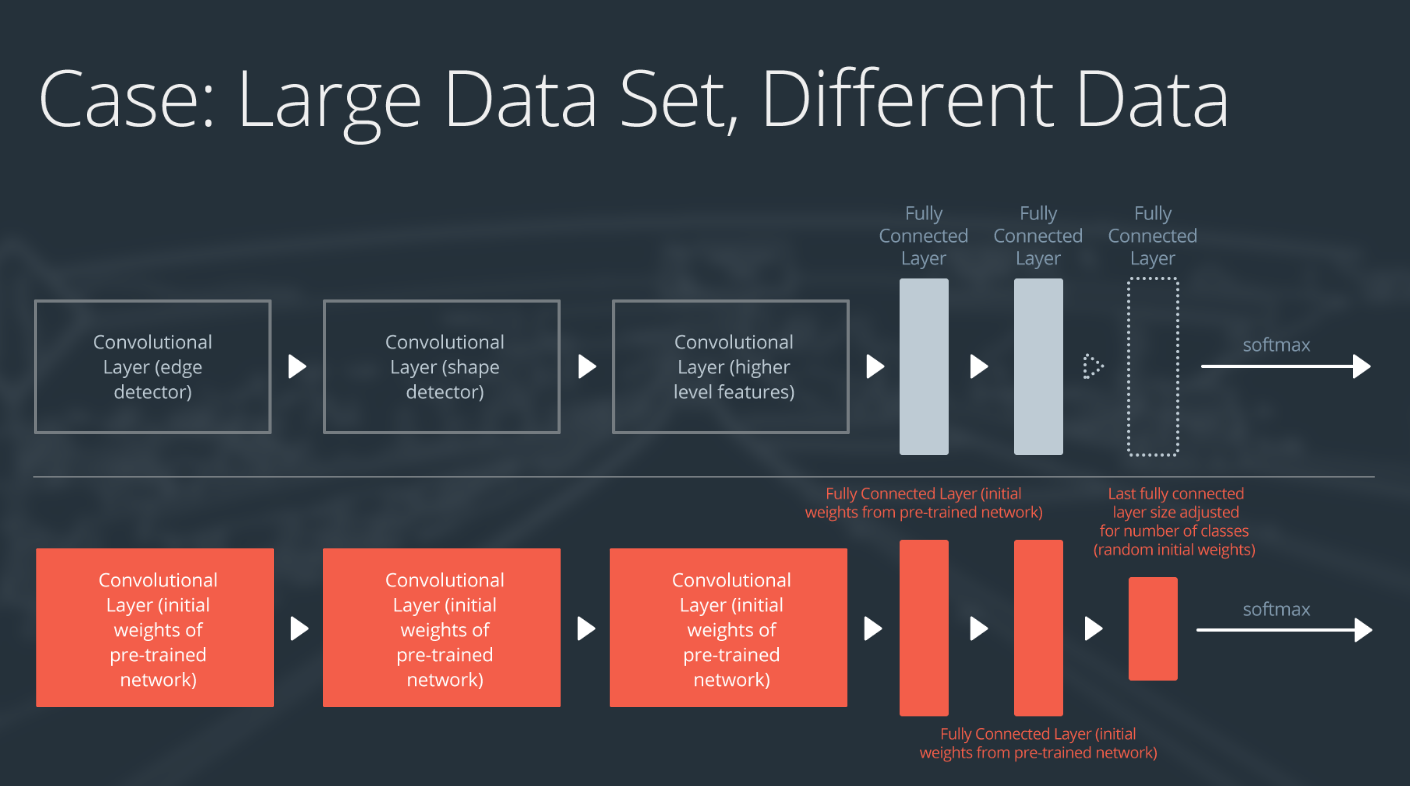 Case: Large Data Set, Different Data
Fully
Connected
Layer
Fully
Connected
Layer
Fully
Connected
Layer
Convolutional
Layer (edge
detector)
Convolutional
Layer (shape
detector)
Convolutional
Layer (higher
level features)
softmax
Fully Connected Layer (initial
weights from pre-trained network)
Last fully connected
layer size adjusted
for number of classes
(random initial weights)
Convolutional
Layer (initial
weights of
pre-trained
network)
Convolutional
Layer (initial
weights of
pre-trained
network)
Convolutional
Layer (initial
weights of
pre-trained
network)
softmax
Fully Connected Layer (initial
weights from pre-trained network)